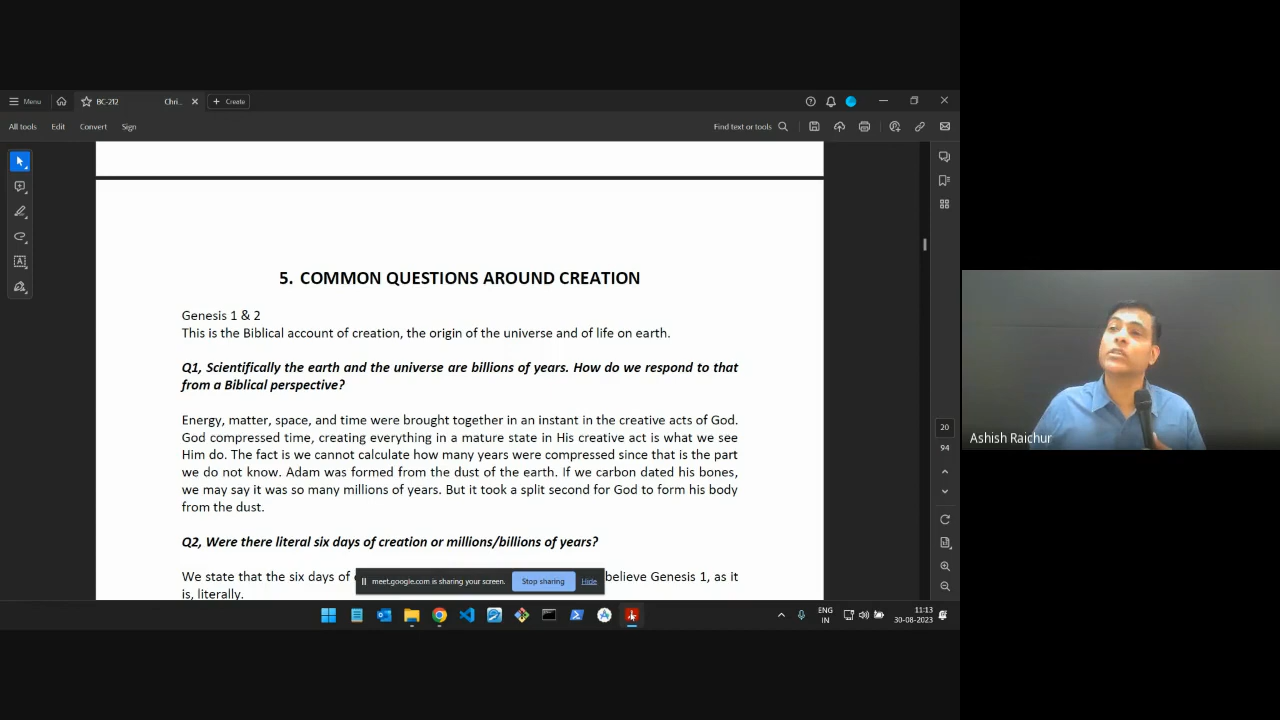 Menu
BC-212
Chri...
Create
All tools
Edit
Convert
Sign
Find text or tools
5. COMMON QUESTIONS AROUND CREATION
Genesis 1 & 2
This is the Biblical account of creation, the origin of the universe and of life on earth.
Q1, Scientifically the earth and the universe are billions of years. How do we respond to that
from a Biblical perspective?
Energy, matter, space, and time were brought together in an instant in the creative acts of God.
God compressed time, creating everything in a mature state in His creative act is what we see
Him do. The fact is we cannot calculate how many years were compressed since that is the part
we do not know. Adam was formed from the dust of the earth. If we carbon dated his bones,
we may say it was so many millions of years. But it took a split second for God to form his body
from the dust.
Q2, Were there literal six days of creation or millions/billions of years?
We state that the six days of
believe Genesis 1, as it
is, literally.
meet.google.com is sharing your screen.
Stop sharing
Hide
20
94
Ashish Raichur
ENG
IN
11:13
30-08-2023